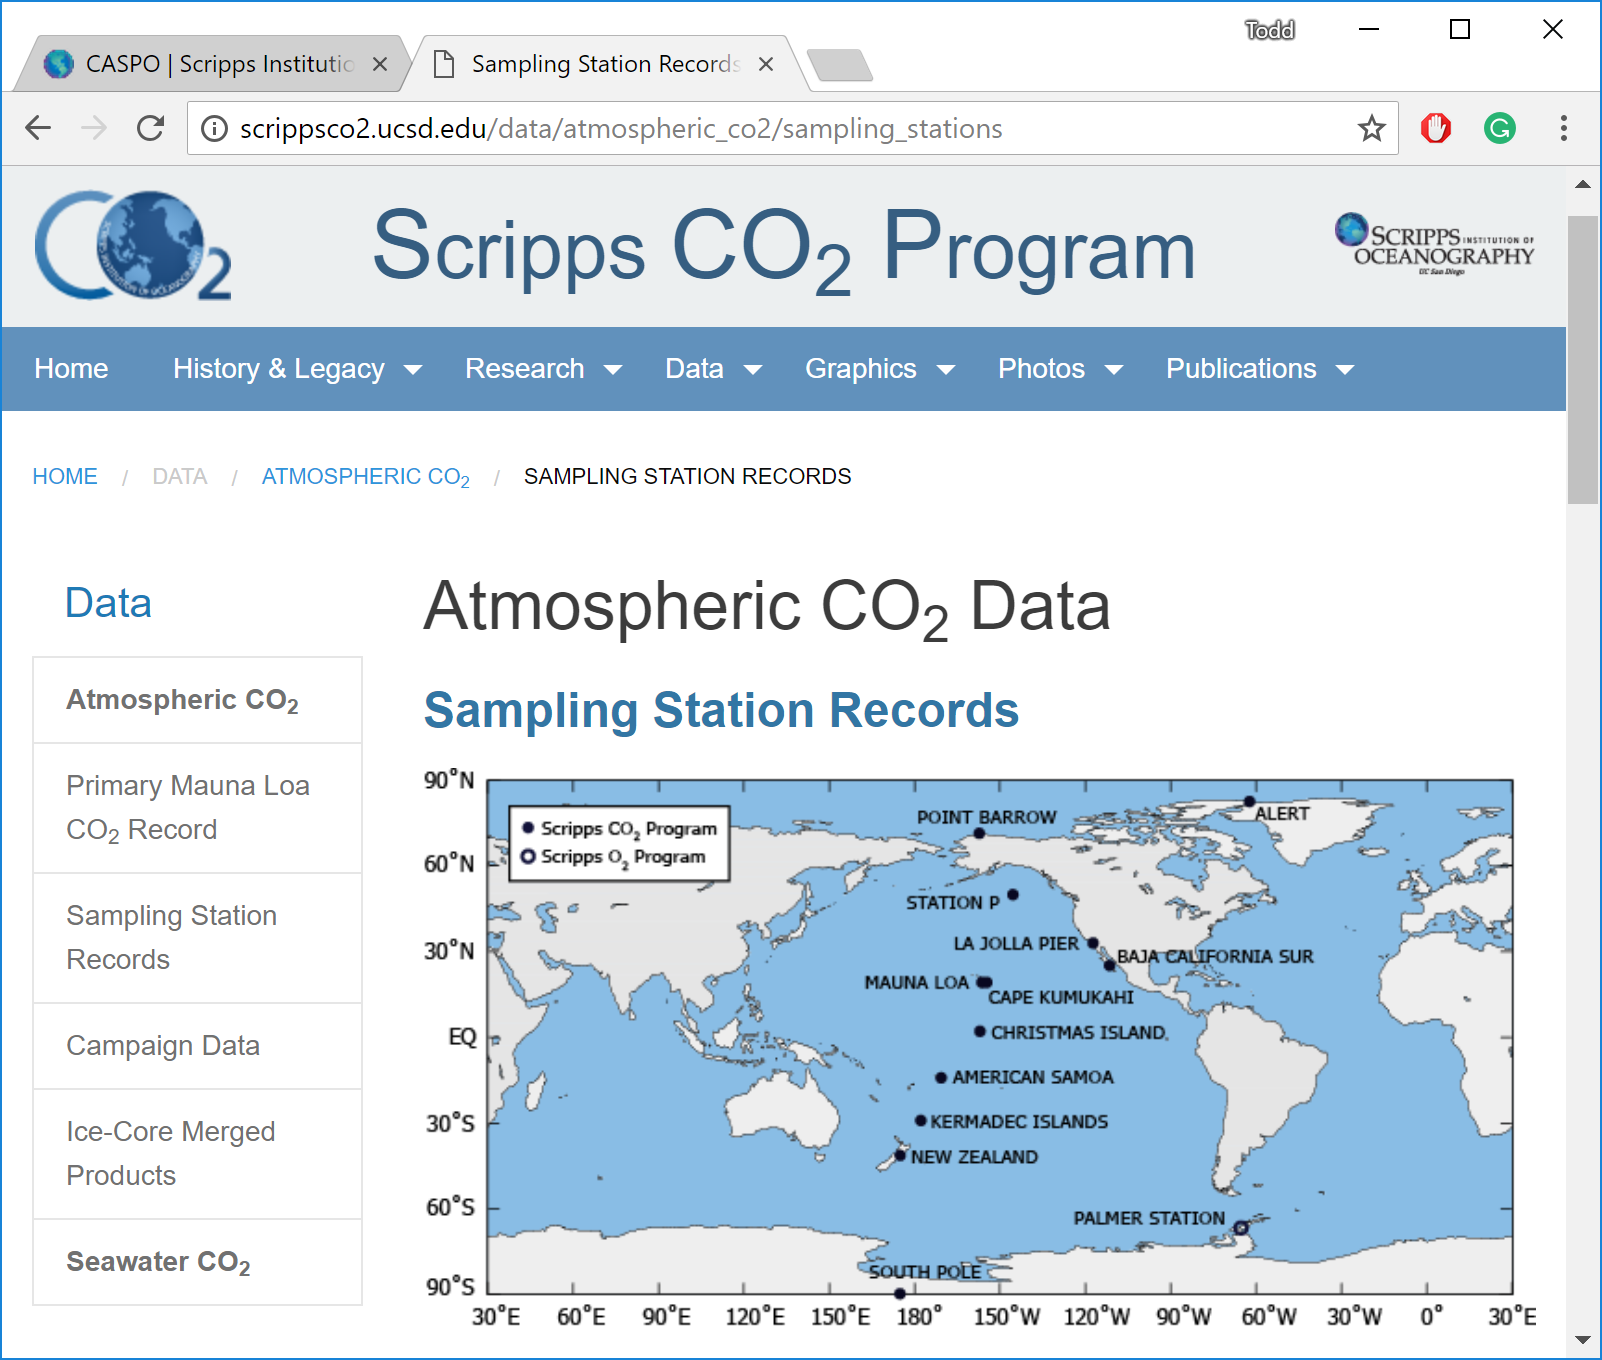 Todd
CASPO | Scripps Institutio
Sampling Station Records
scrippsco2.ucsd.edu/data/atmospheric_co2/sampling_stations
CO2
Scripps CO2 Program
SCRIPPS INSTITUTION OF
OCEANOGRAPHY
UC San Diego
Home History & Legacy Research Data Graphics Photos Publications
HOME / DATA / ATMOSPHERIC CO2 / SAMPLING STATION RECORDS
Data
Atmospheric CO2
Primary Mauna Loa
CO2 Record
Sampling Station
Records
Campaign Data
Ice-Core Merged
Products
Seawater CO2
Atmospheric CO2 Data
Sampling Station Records
90°N
60°N
30°N
EQ
30°S
60°S
90°S
Scripps CO2 Program
Scripps O2 Program
POINT BARROW
ALERT
STATION P
LA JOLLA PIER
BAJA CALIFORNIA SUR
MAUNA LOA
CAPE KUMUKAHI
CHRISTMAS ISLAND
AMERICAN SAMOA
KERMADEC ISLANDS
NEW ZEALAND
PALMER STATION
SOUTH POLE
30°E 60°E 90°E 120°E 150°E 180° 150°W 120°W 90°W 60°W 30°W 0° 30°E